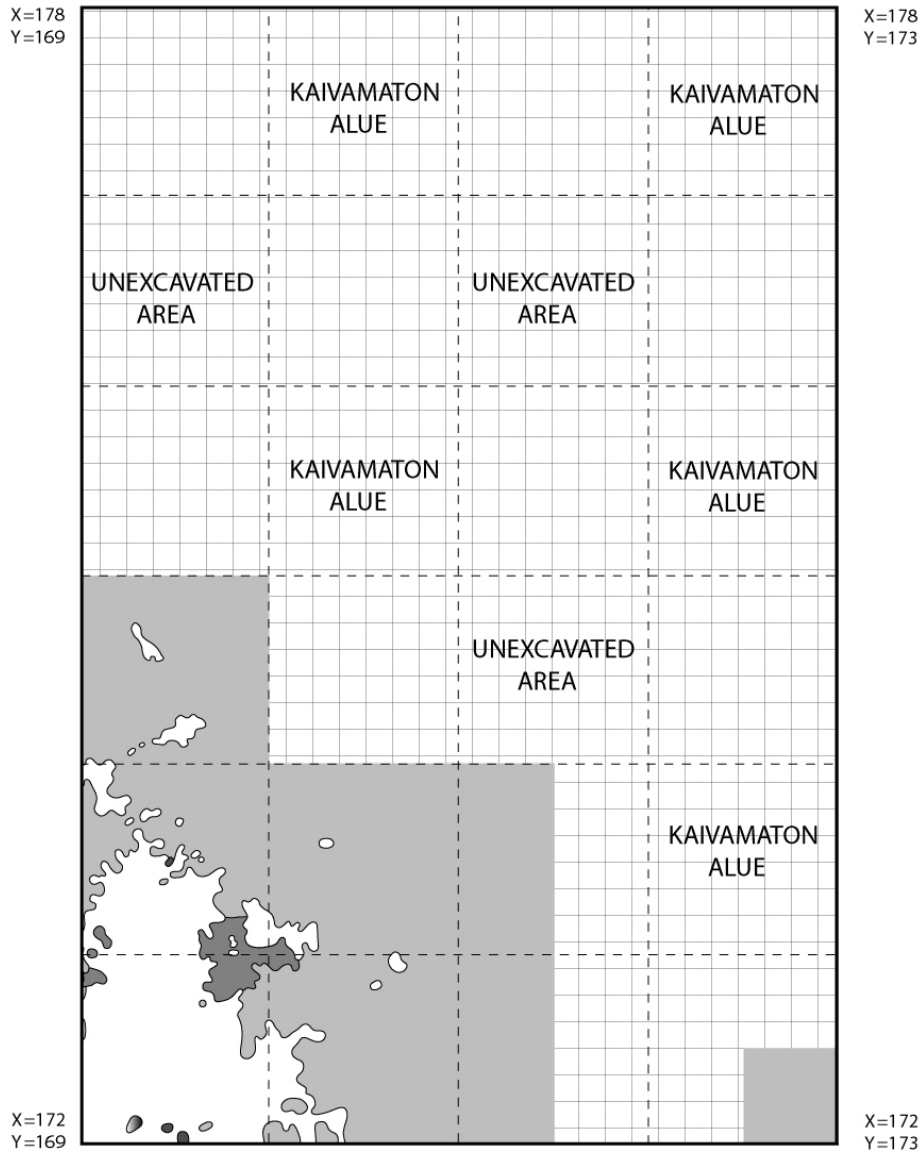 X=178
Y=169
X=178
Y=173
KAIVAMATON
ALUE
KAIVAMATON
ALUE
UNEXCAVATED
AREA
UNEXCAVATED
AREA
KAIVAMATON
ALUE
KAIVAMATON
ALUE
UNEXCAVATED
AREA
KAIVAMATON
ALUE
X=172
Y=169
X=172
Y=173